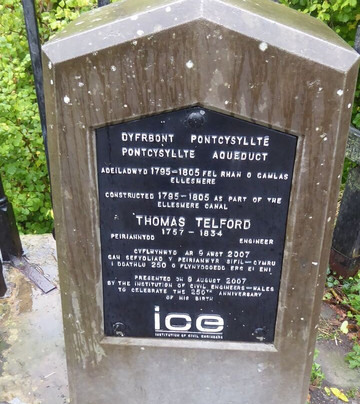 DYFRBONT PONTCYSYLLTE
PONTCYSYLLTE AQUEDUCT
ADEILADWYD 1795-1805 FEL RHAN O GAMLAS
ELLESMERE
CONSTRUCTED 1795-1805 AS PART OF THE
ELLESMERE CANAL
THOMAS TELFORD
1757 - 1834
PEIRIANNYDD ENGINEER
CYFLWYNWYD AR 9 AWST 2007
GAN SEFYDLIAD Y PEIRIANWYR SIFIL-CYMRU
I DDATHLU 250 O FLYNYDDOEDD ERS EI ENI
PRESENTED ON 9 AUGUST 2007
BY THE INSTITUTION OF CIVIL ENGINEERS-WALES
TO CELEBRATE THE 250TH ANNIVERSARY
OF HIS BIRTH
ice
INSTITUTION OF CIVIL ENGINEERS